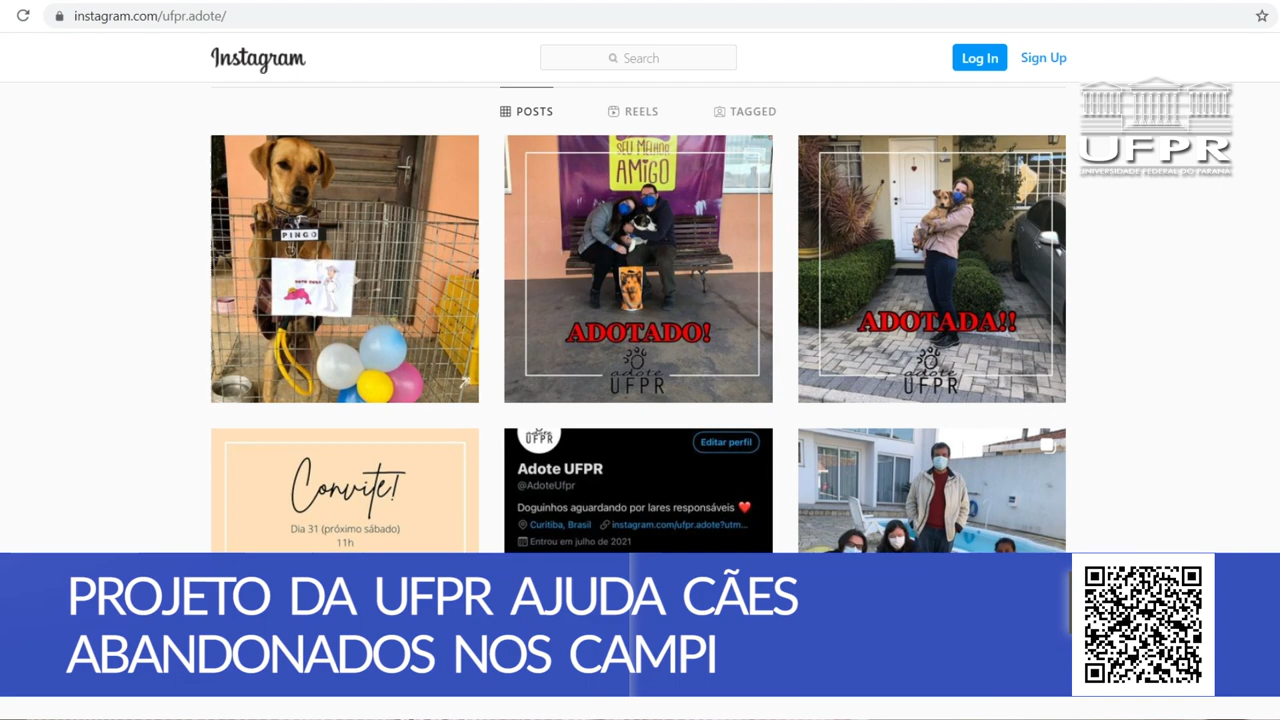 instagram.com/ufpr.adote/
Instagram
Search
Log In
Sign Up
POSTS
REELS
TAGGED
UFPR
UNIVERSIDADE FEDERAL DO PARANÁ
PINGO
SEU MELHOR
AMIGO
ADOTADO!
adote
UFPR
ADOTADA!!
adote
UFPR
Convite!
Dia 31 (próximo sábado)
11h
UFPR
Editar perfil
Adote UFPR
@AdoteUfpr
Doguinhos aguardando por lares responsáveis ❤️
Curitiba, Brasil instagram.com/ufpr.adote?utm...
Entrou em julho de 2021
PROJETO DA UFPR AJUDA CÃES
ABANDONADOS NOS CAMPI